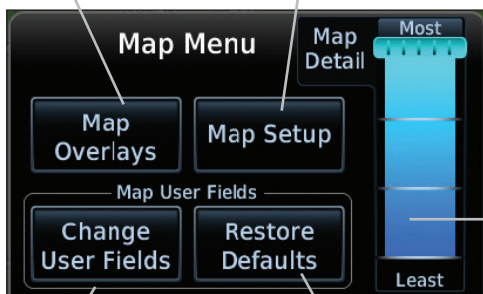 Map Menu
Map
Detail
Most
Map
Overlays
Map Setup
Map User Fields
Change
User Fields
Restore
Defaults
Least